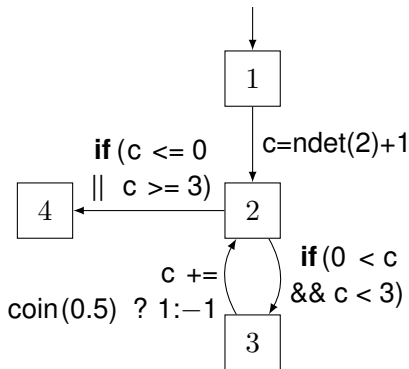 1
c=ndet(2)+1
if (c <= 0
|| c >= 3)
4
2
c +=
coin(0.5) ? 1:−1
if (0 < c
&& c < 3)
3